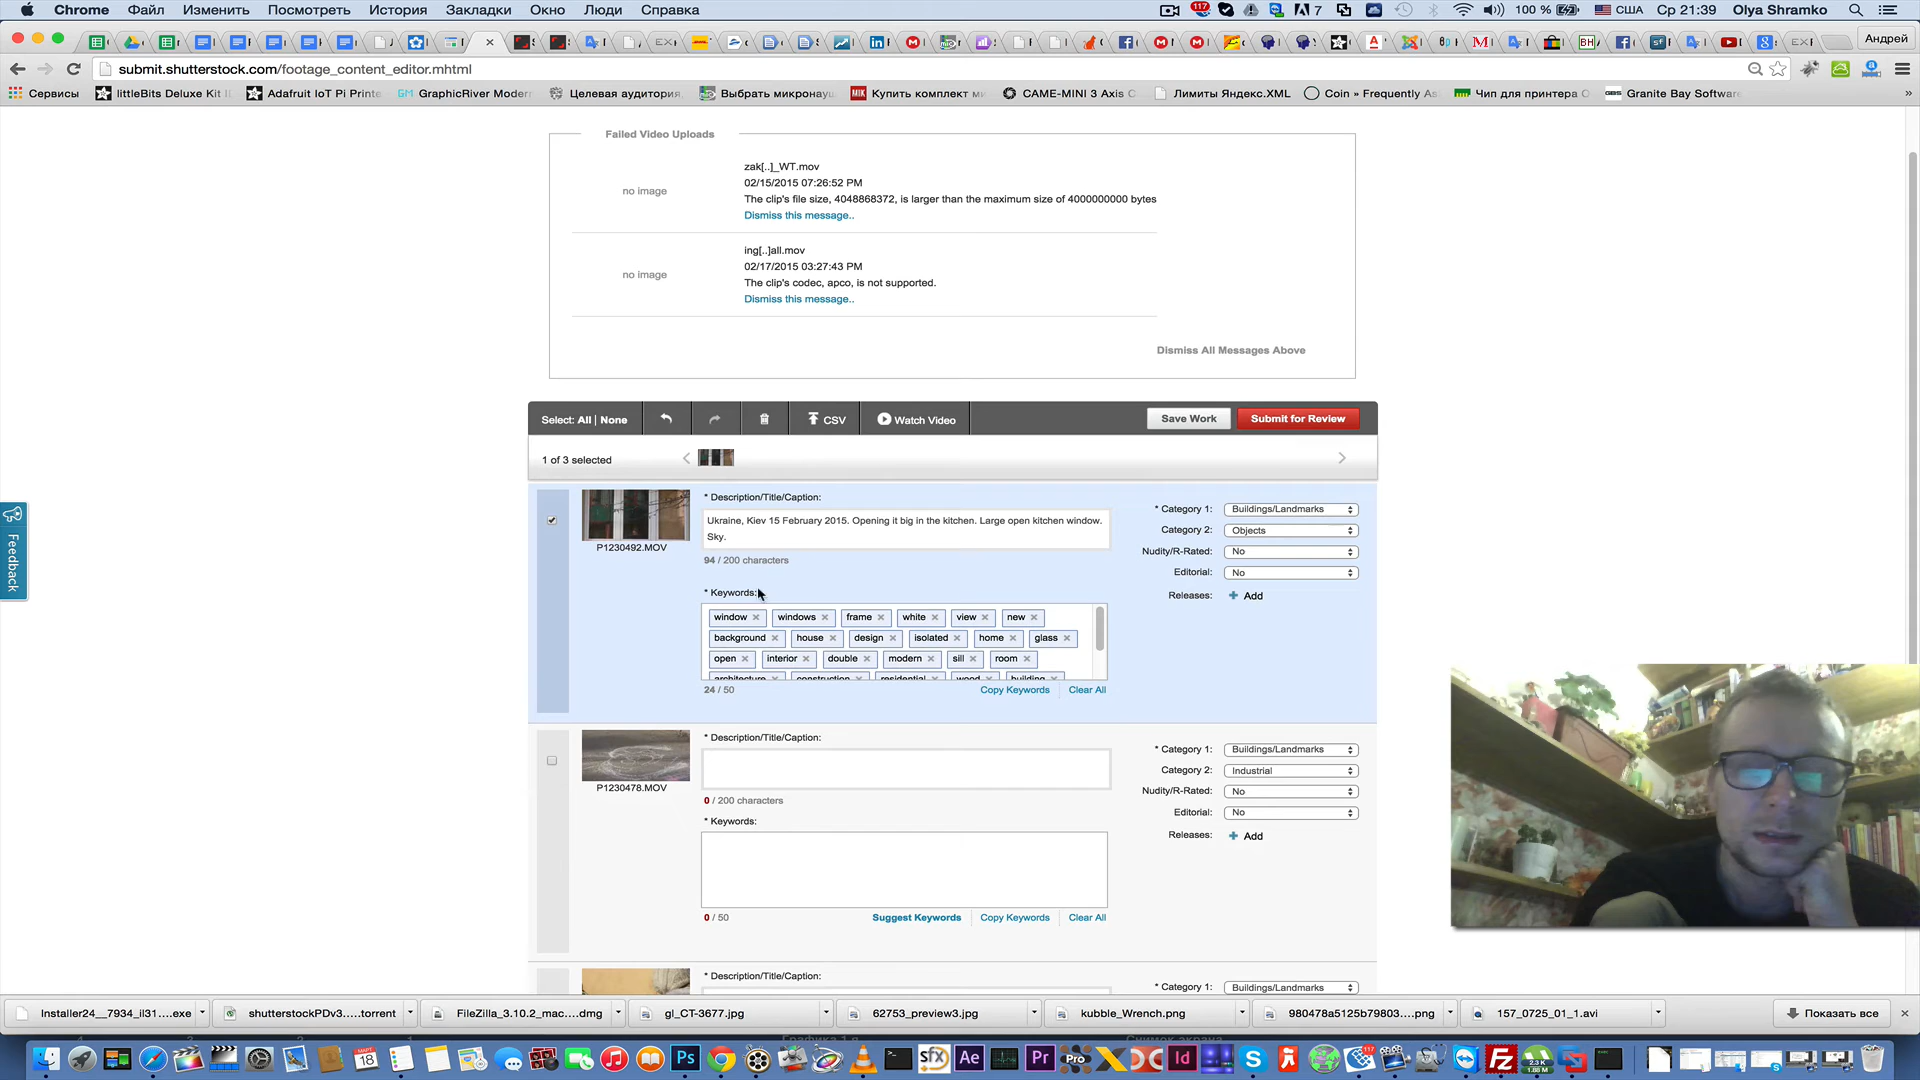 Chrome Файл Изменить Посмотреть История Закладки Окно Люди Справка
117 7 100 % США Ср 21:39 Olya Shramko
Андрей
submit.shutterstock.com/footage_content_editor.mhtml
Сервисы littleBits Deluxe Kit Adafruit IoT Pi Printe GraphicRiver Modern Целевая аудитория, Выбрать микронау Купить комплект ми CAME-MINI 3 Axis C Лимиты Яндекс.XML Coin » Frequently As Чип для принтера Granite Bay Software »
Failed Video Uploads
no image
zak[..]_WT.mov
02/15/2015 07:26:52 PM
The clip's file size, 4048868372, is larger than the maximum size of 4000000000 bytes
Dismiss this message..
no image
ing[..]all.mov
02/17/2015 03:27:43 PM
The clip's codec, apco, is not supported.
Dismiss this message..
Dismiss All Messages Above
Select: All | None CSV Watch Video Save Work Submit for Review
1 of 3 selected
Feedback
P1230492.MOV
* Description/Title/Caption:
Ukraine, Kiev 15 February 2015. Opening it big in the kitchen. Large open kitchen window.
Sky.
94 / 200 characters
* Keywords:
window windows frame white view new
background house design isolated home glass
open interior double modern sill room
architecture construction residential wood building
24 / 50 Copy Keywords Clear All
* Category 1: Buildings/Landmarks
Category 2: Objects
Nudity/R-Rated: No
Editorial: No
Releases: + Add
P1230478.MOV
* Description/Title/Caption:
0 / 200 characters
* Keywords:
0 / 50 Suggest Keywords Copy Keywords Clear All
* Category 1: Buildings/Landmarks
Category 2: Industrial
Nudity/R-Rated: No
Editorial: No
Releases: + Add
* Description/Title/Caption:
* Category 1: Buildings/Landmarks
Installer24__7934_il31....exe shutterstockPDv3.....torrent FileZilla_3.10.2_mac....dmg gl_CT-3677.jpg 62753_preview3.jpg kubble_Wrench.png 980478a5125b79803....png 157_0725_01_1.avi Показать все